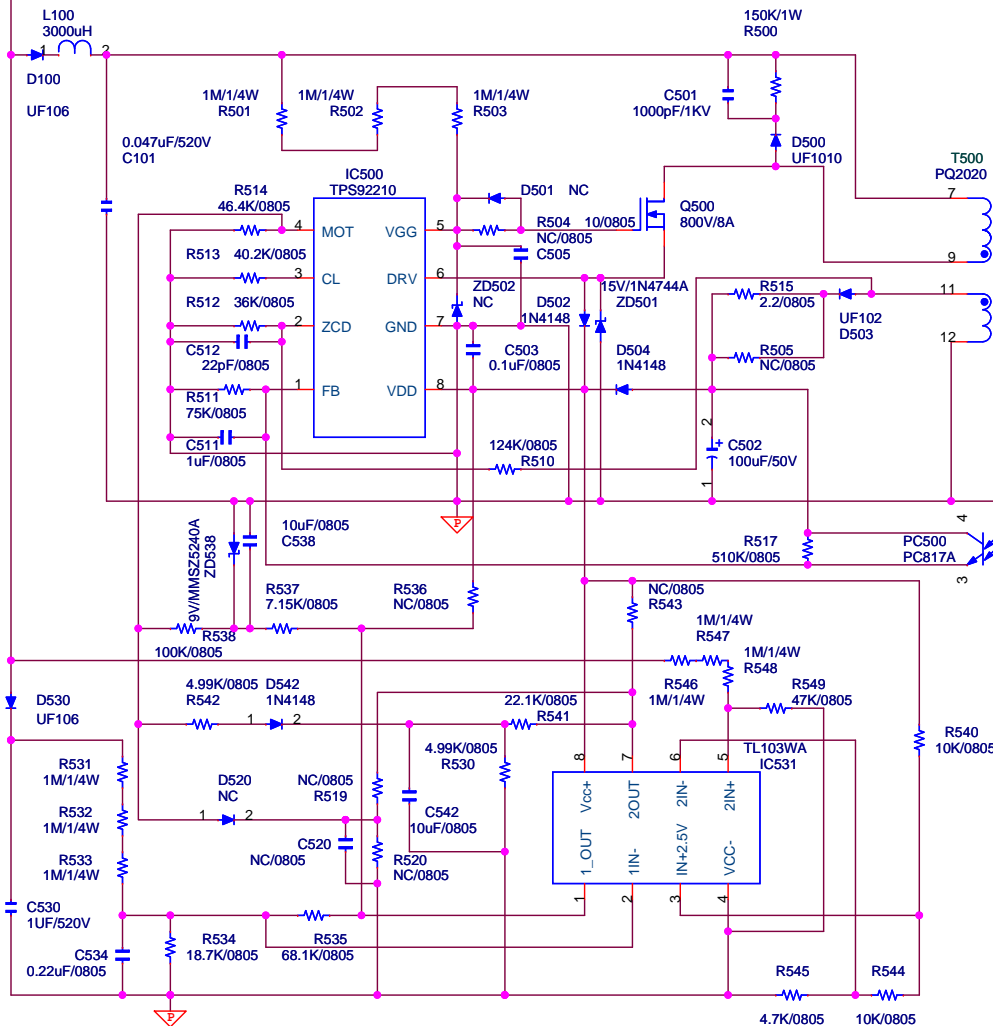 L100
3000uH
1
2
D100
UF106
150K/1W
R500
C501
1000pF/1KV
D500
UF1010
T500
PQ2020
7
9
11
12
1M/1/4W
R501
1M/1/4W
R502
1M/1/4W
R503
0.047uF/520V
C101
IC500
TPS92210
R514
46.4K/0805
R513
40.2K/0805
R512
36K/0805
C512
22pF/0805
R511
75K/0805
C511
1uF/0805
4
MOT
3
CL
2
ZCD
1
FB
VGG
5
DRV
6
GND
7
VDD
8
D501
NC
R504
10/0805
NC/0805
C505
Q500
800V/8A
ZD502
NC
D502
1N4148
15V/1N4744A
ZD501
C503
0.1uF/0805
D504
1N4148
R515
2.2/0805
UF102
D503
R505
NC/0805
2
+
C502
100uF/50V
1
124K/0805
R510
P
9V/MMSZ5240A
ZD538
10uF/0805
C538
R537
7.15K/0805
R536
NC/0805
R538
100K/0805
R517
510K/0805
PC500
PC817A
4
3
NC/0805
R543
1M/1/4W
R547
1M/1/4W
R548
R546
1M/1/4W
R549
47K/0805
R540
10K/0805
D530
UF106
4.99K/0805
R542
D542
1N4148
1
2
22.1K/0805
R541
4.99K/0805
R530
TL103WA
IC531
8
7
6
5
Vcc+
2OUT
2IN-
2IN+
1_OUT
1IN-
IN+2.5V
VCC-
1
2
3
4
R531
1M/1/4W
R532
1M/1/4W
R533
1M/1/4W
D520
NC
1
2
NC/0805
R519
C520
NC/0805
R520
NC/0805
C542
10uF/0805
C530
1UF/520V
C534
0.22uF/0805
R534
18.7K/0805
R535
68.1K/0805
R545
4.7K/0805
R544
10K/0805
P